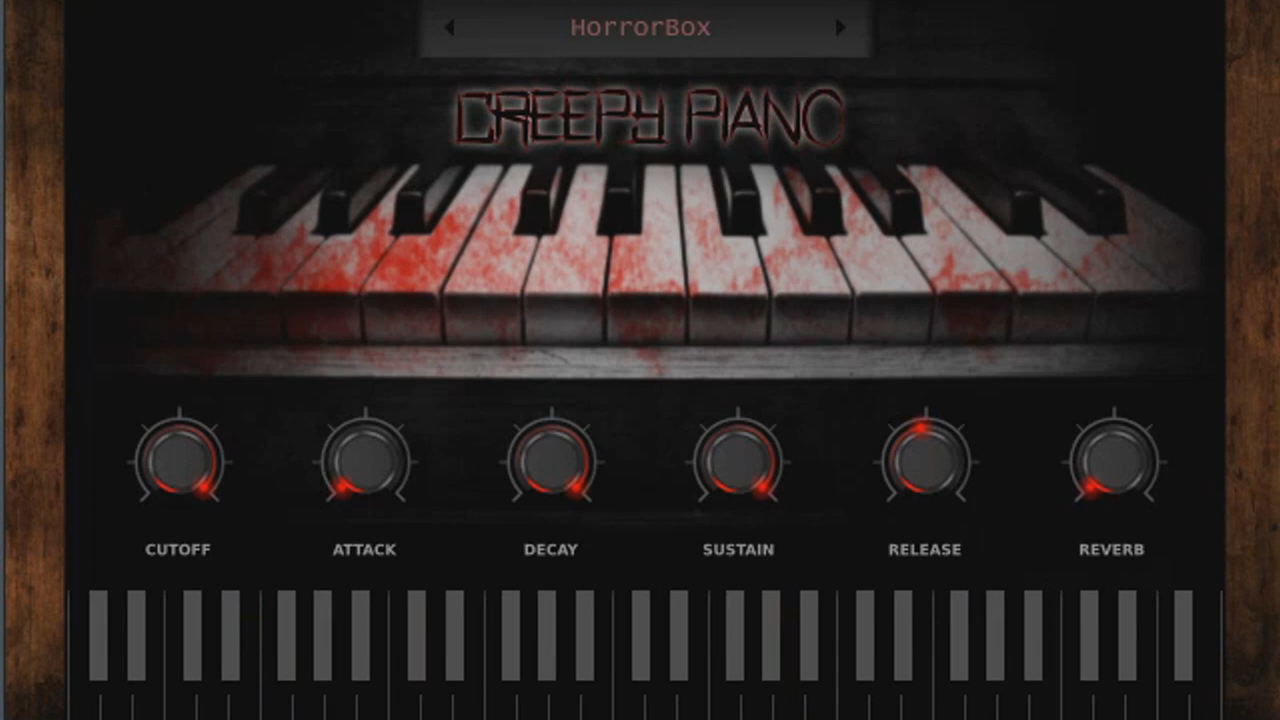 HorrorBox
CREEPY PIANO
CUTOFF ATTACK DECAY SUSTAIN RELEASE REVERB